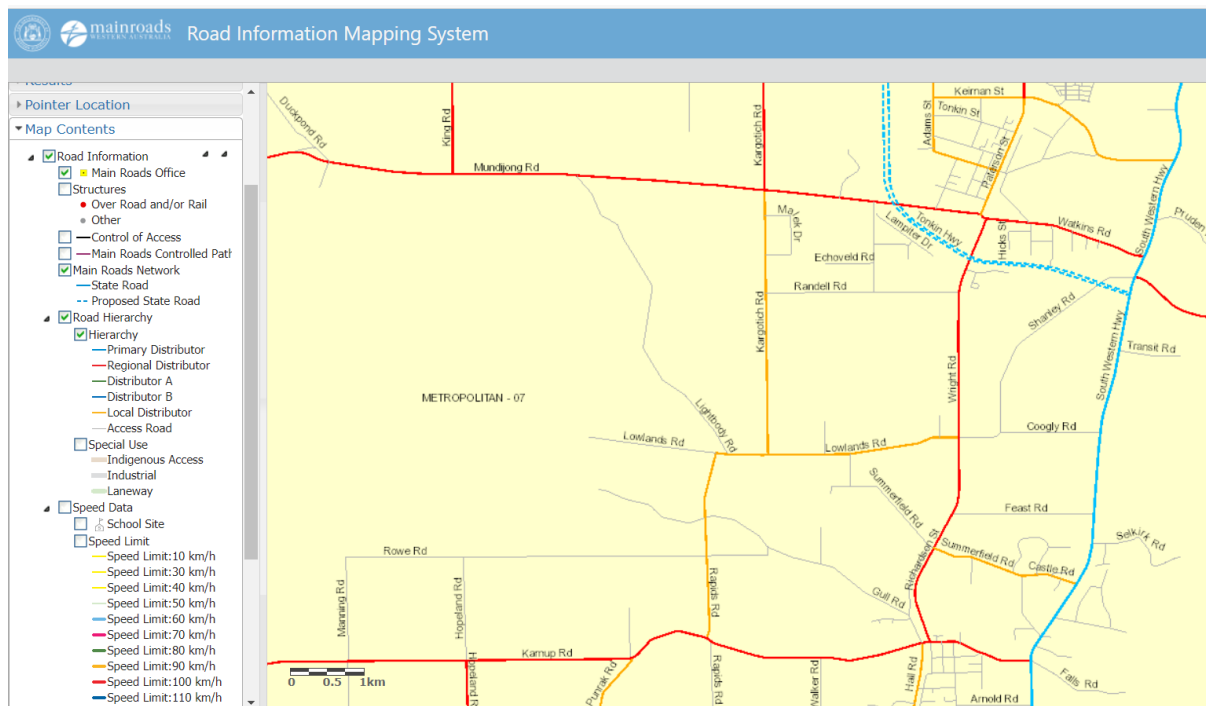 mainroads
WESTERN AUSTRALIA
Road Information Mapping System
Results
Pointer Location
Map Contents
Road Information
Main Roads Office
Structures
Over Road and/or Rail
Other
Control of Access
Main Roads Controlled Path
Main Roads Network
State Road
Proposed State Road
Road Hierarchy
Hierarchy
Primary Distributor
Regional Distributor
Distributor A
Distributor B
Local Distributor
Access Road
Special Use
Indigenous Access
Industrial
Laneway
Speed Data
School Site
Speed Limit
Speed Limit:10 km/h
Speed Limit:30 km/h
Speed Limit:40 km/h
Speed Limit:50 km/h
Speed Limit:60 km/h
Speed Limit:70 km/h
Speed Limit:80 km/h
Speed Limit:90 km/h
Speed Limit:100 km/h
Speed Limit:110 km/h
Duckpond Rd
King Rd
Kargotich Rd
Adams St
Keirnan St
Tonkin St
Paterson St
South Western Hwy
Mundijong Rd
Malek Dr
Lampiter Dr
Tonkin Hwy
Hicks St
Watkins Rd
Echoveld Rd
Randell Rd
Kargotich Rd
Shanley Rd
South Western Hwy
Transit Rd
Wright Rd
METROPOLITAN - 07
Lightbody Rd
Lowlands Rd
Lowlands Rd
Coogly Rd
Summerfield Rd
Feast Rd
Selkirk Rd
Rowe Rd
Richardson St
Summerfield Rd
Castle Rd
Manning Rd
Hopeland Rd
Rapids Rd
Gull Rd
Karnup Rd
Hopeland Rd
Punrak Rd
Rapids Rd
Walker Rd
Hall Rd
Falls Rd
Arnold Rd
0 0.5 1km